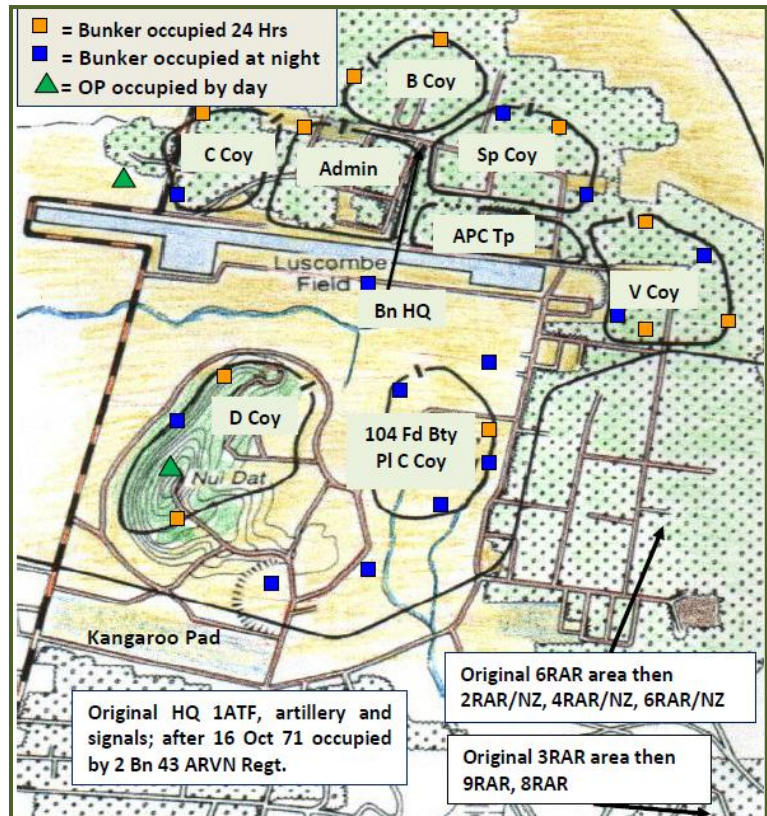 = Bunker occupied 24 Hrs
= Bunker occupied at night
= OP occupied by day
B Coy
C Coy
Admin
Sp Coy
APC Tp
Luscombe
Field
V Coy
Bn HQ
D Coy
104 Fd Bty
Pl C Coy
Nui Dat
Kangaroo Pad
Original 6RAR area then
2RAR/NZ, 4RAR/NZ, 6RAR/NZ
Original HQ 1ATF, artillery and
signals; after 16 Oct 71 occupied
by 2 Bn 43 ARVN Regt.
Original 3RAR area then
9RAR, 8RAR